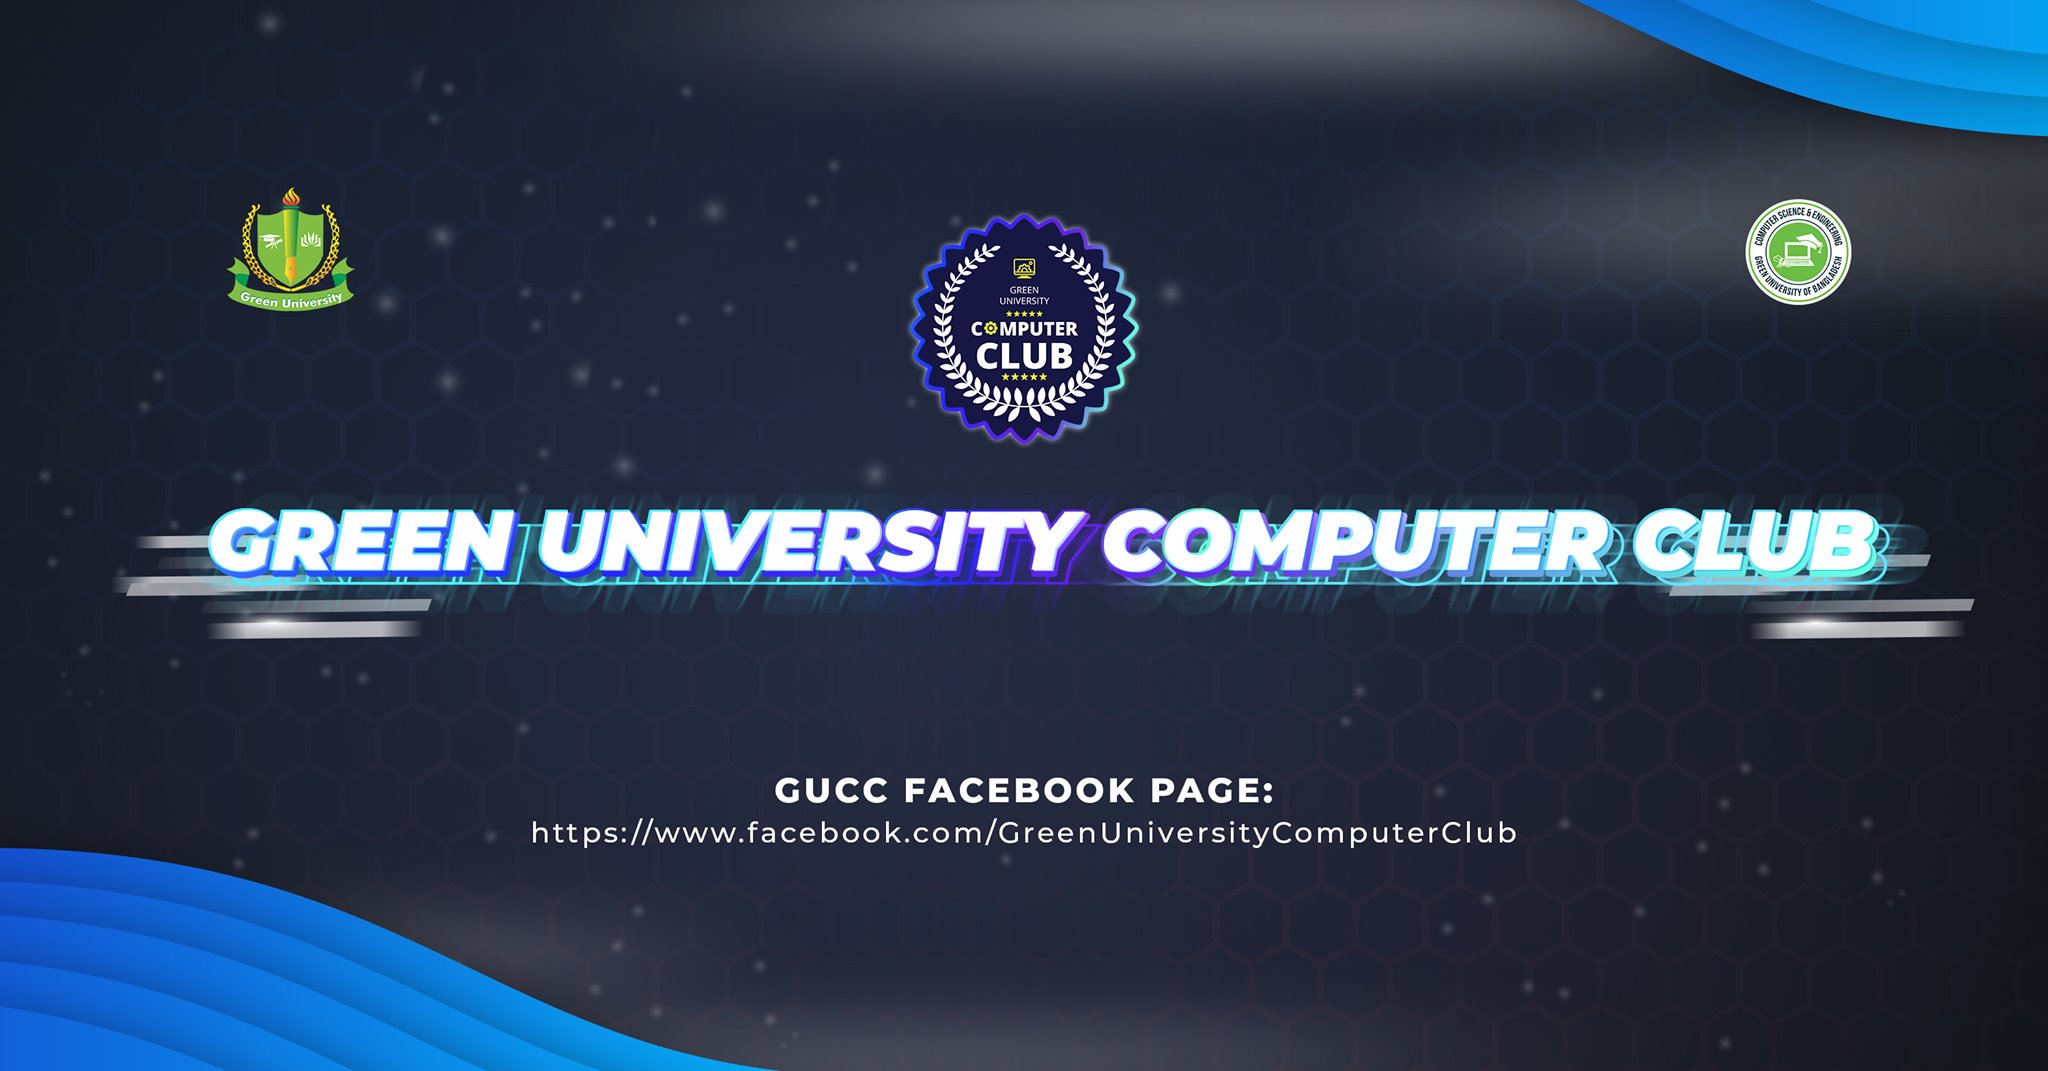 Green University
GREEN
UNIVERSITY
COMPUTER
CLUB
COMPUTER SCIENCE & ENGINEERING
GREEN UNIVERSITY OF BANGLADESH
GREEN UNIVERSITY COMPUTER CLUB
GUCC FACEBOOK PAGE:
https://www.facebook.com/GreenUniversityComputerClub